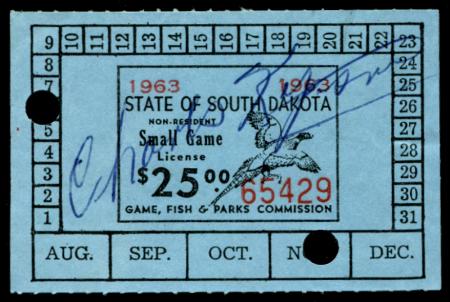 9 10 11 12 13 14 15 16 17 18 19 20 21 22 23
8 24
7 25
26
5 27
4 28
3 29
2 30
1 31
1963 1963
STATE OF SOUTH DAKOTA
NON-RESIDENT
Small Game
License
$25.00
65429
GAME, FISH & PARKS COMMISSION
AUG. SEP. OCT. DEC.